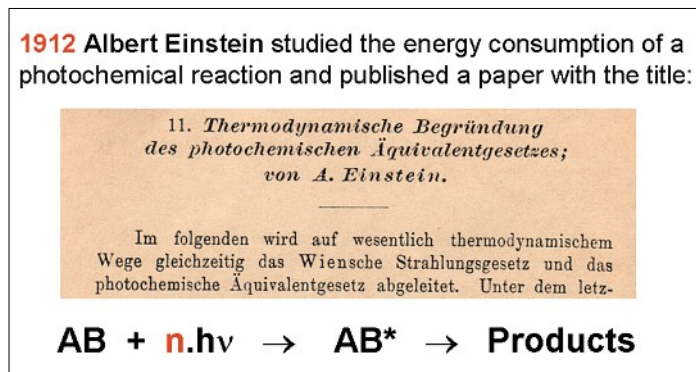 1912 Albert Einstein studied the energy consumption of a
photochemical reaction and published a paper with the title:
11. Thermodynamische Begründung
des photochemischen Äquivalentgesetzes;
von A. Einstein.
Im folgenden wird auf wesentlich thermodynamischem
Wege gleichzeitig das Wiensche Strahlungsgesetz und das
photochemische Äquivalentgesetz abgeleitet. Unter dem letz-
AB + n.hν → AB* → Products